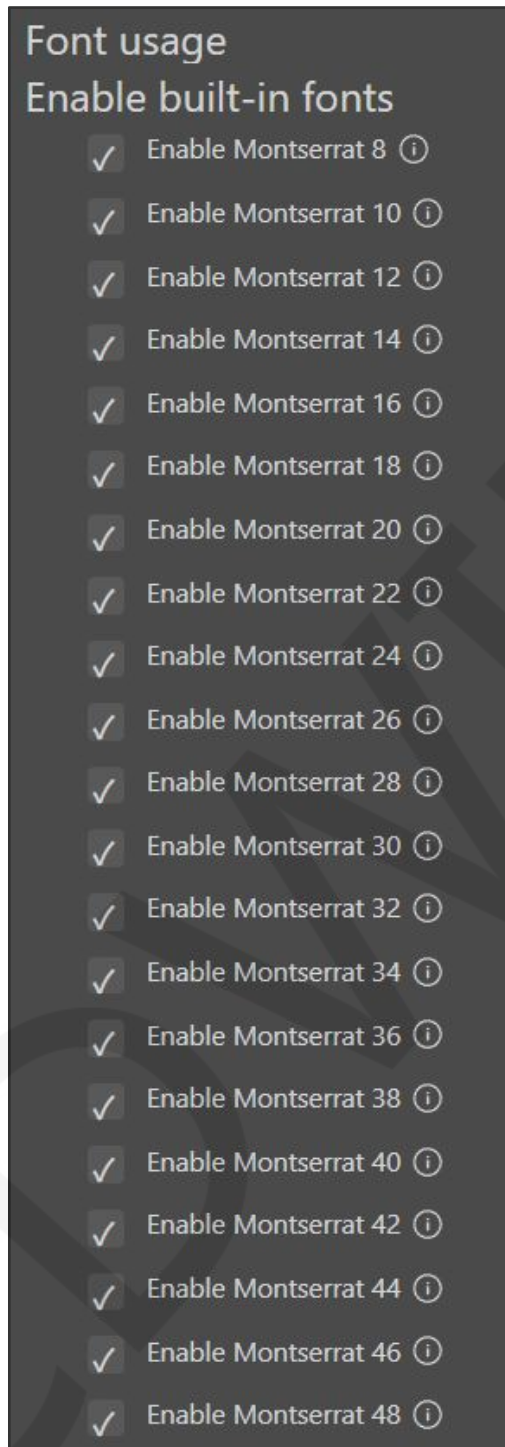 Font usage
Enable built-in fonts
Enable Montserrat 8
Enable Montserrat 10
Enable Montserrat 12
Enable Montserrat 14
Enable Montserrat 16
Enable Montserrat 18
Enable Montserrat 20
Enable Montserrat 22
Enable Montserrat 24
Enable Montserrat 26
Enable Montserrat 28
Enable Montserrat 30
Enable Montserrat 32
Enable Montserrat 34
Enable Montserrat 36
Enable Montserrat 38
Enable Montserrat 40
Enable Montserrat 42
Enable Montserrat 44
Enable Montserrat 46
Enable Montserrat 48